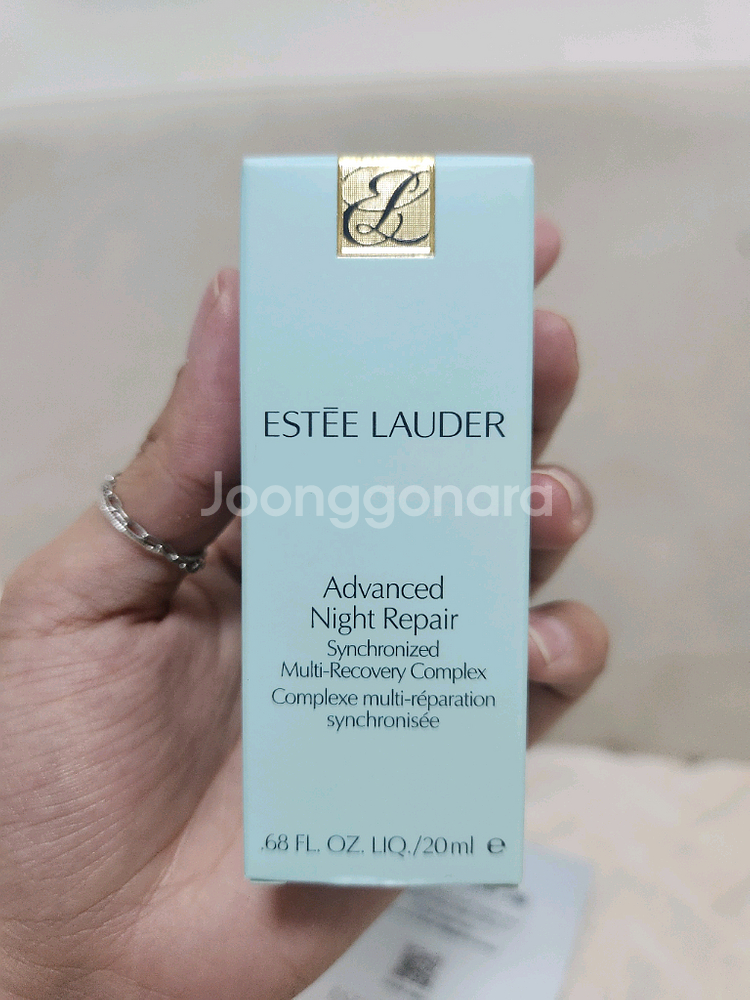 EL
ESTĒE LAUDER
Joonggonara
Advanced
Night Repair
Synchronized
Multi-Recovery Complex
Complexe multi-réparation
synchronisée
.68 FL. OZ. LIQ./20ml ℮